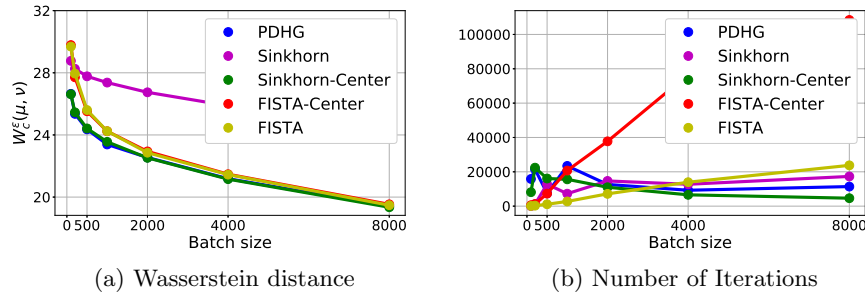 32
28
24
20
W_c^ε(μ, ν)
PDHG
Sinkhorn
Sinkhorn-Center
FISTA-Center
FISTA
0 500 2000 4000 8000
Batch size
(a) Wasserstein distance
100000
80000
60000
40000
20000
0
PDHG
Sinkhorn
Sinkhorn-Center
FISTA-Center
FISTA
0 500 2000 4000 8000
Batch size
(b) Number of Iterations